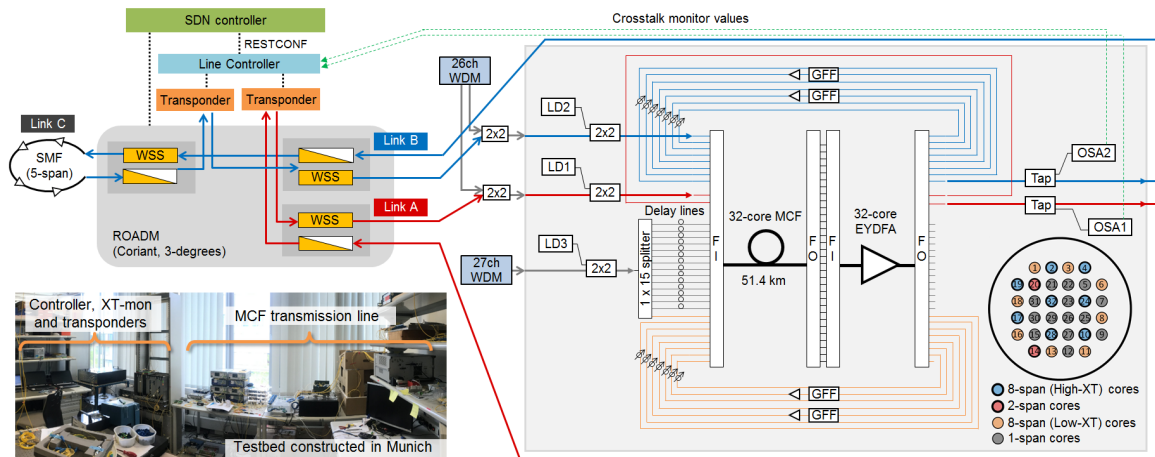 SDN controller
RESTCONF
Line Controller
Transponder
Transponder
Link C
SMF
(5-span)
WSS
Link B
WSS
Link A
WSS
ROADM
(Coriant, 3-degrees)
Crosstalk monitor values
26ch
WDM
2x2
2x2
27ch
WDM
LD2
2x2
LD1
2x2
LD3
2x2
Delay lines
1 x 15 splitter
GFF
GFF
FI
32-core MCF
51.4 km
FO
FI
32-core
EYDFA
FO
GFF
GFF
OSA2
Tap
Tap
OSA1
8-span (High-XT) cores
2-span cores
8-span (Low-XT) cores
1-span cores
Controller, XT-mon
and transponders
MCF transmission line
Testbed constructed in Munich